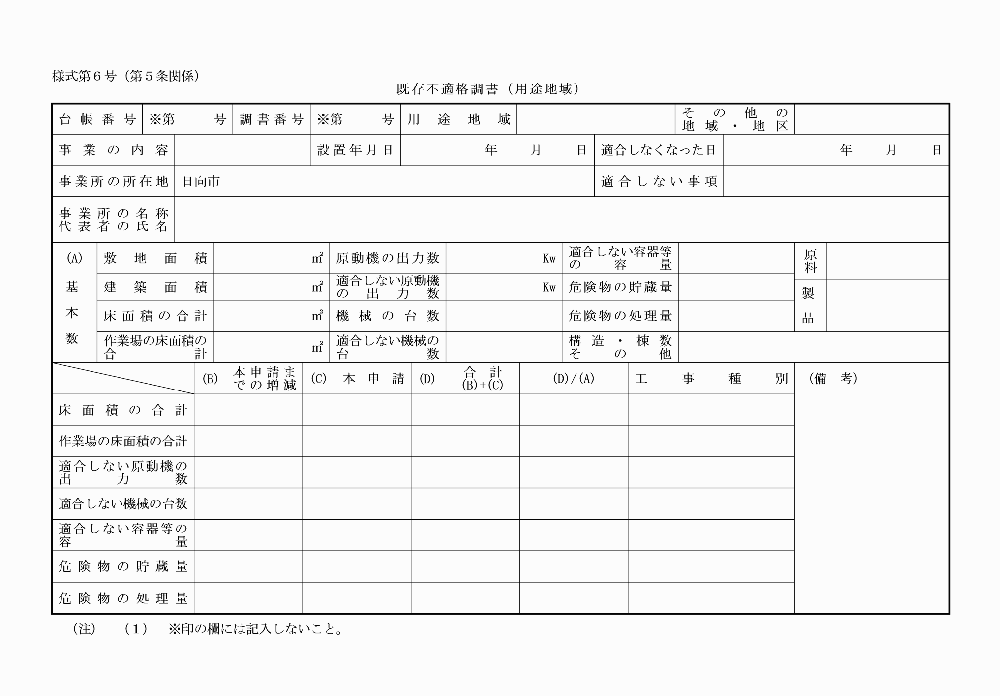 様式第６号（第５条関係）
既存不適格調書（用途地域）
台帳番号 ※第 号 調書番号 ※第 号 用途地域 その他の
地域・地区
事業の内容 設置年月日 年 月 日 適合しなくなった日 年 月 日
事業所の所在地 日向市 適合しない事項
事業所の名称
代表者の氏名
(A)
基
本
数
敷地面積 ㎡ 原動機の出力数 Kw 適合しない容器等
の容量
原
料
建築面積 ㎡ 適合しない原動機
の出力数
Kw 危険物の貯蔵量
製
品
床面積の合計 ㎡ 機械の台数 危険物の処理量
作業場の床面積の
合計
㎡ 適合しない機械の
台数
構造・棟数
その他
(B) 本申請ま
での増減
(C) 本申請 (D) 合計
(B)+(C)
(D)/(A) 工事種別 （備 考）
床面積の合計
作業場の床面積の合計
適合しない原動機の
出力数
適合しない機械の台数
適合しない容器等の
容量
危険物の貯蔵量
危険物の処理量
（注） （１） ※印の欄には記入しないこと。